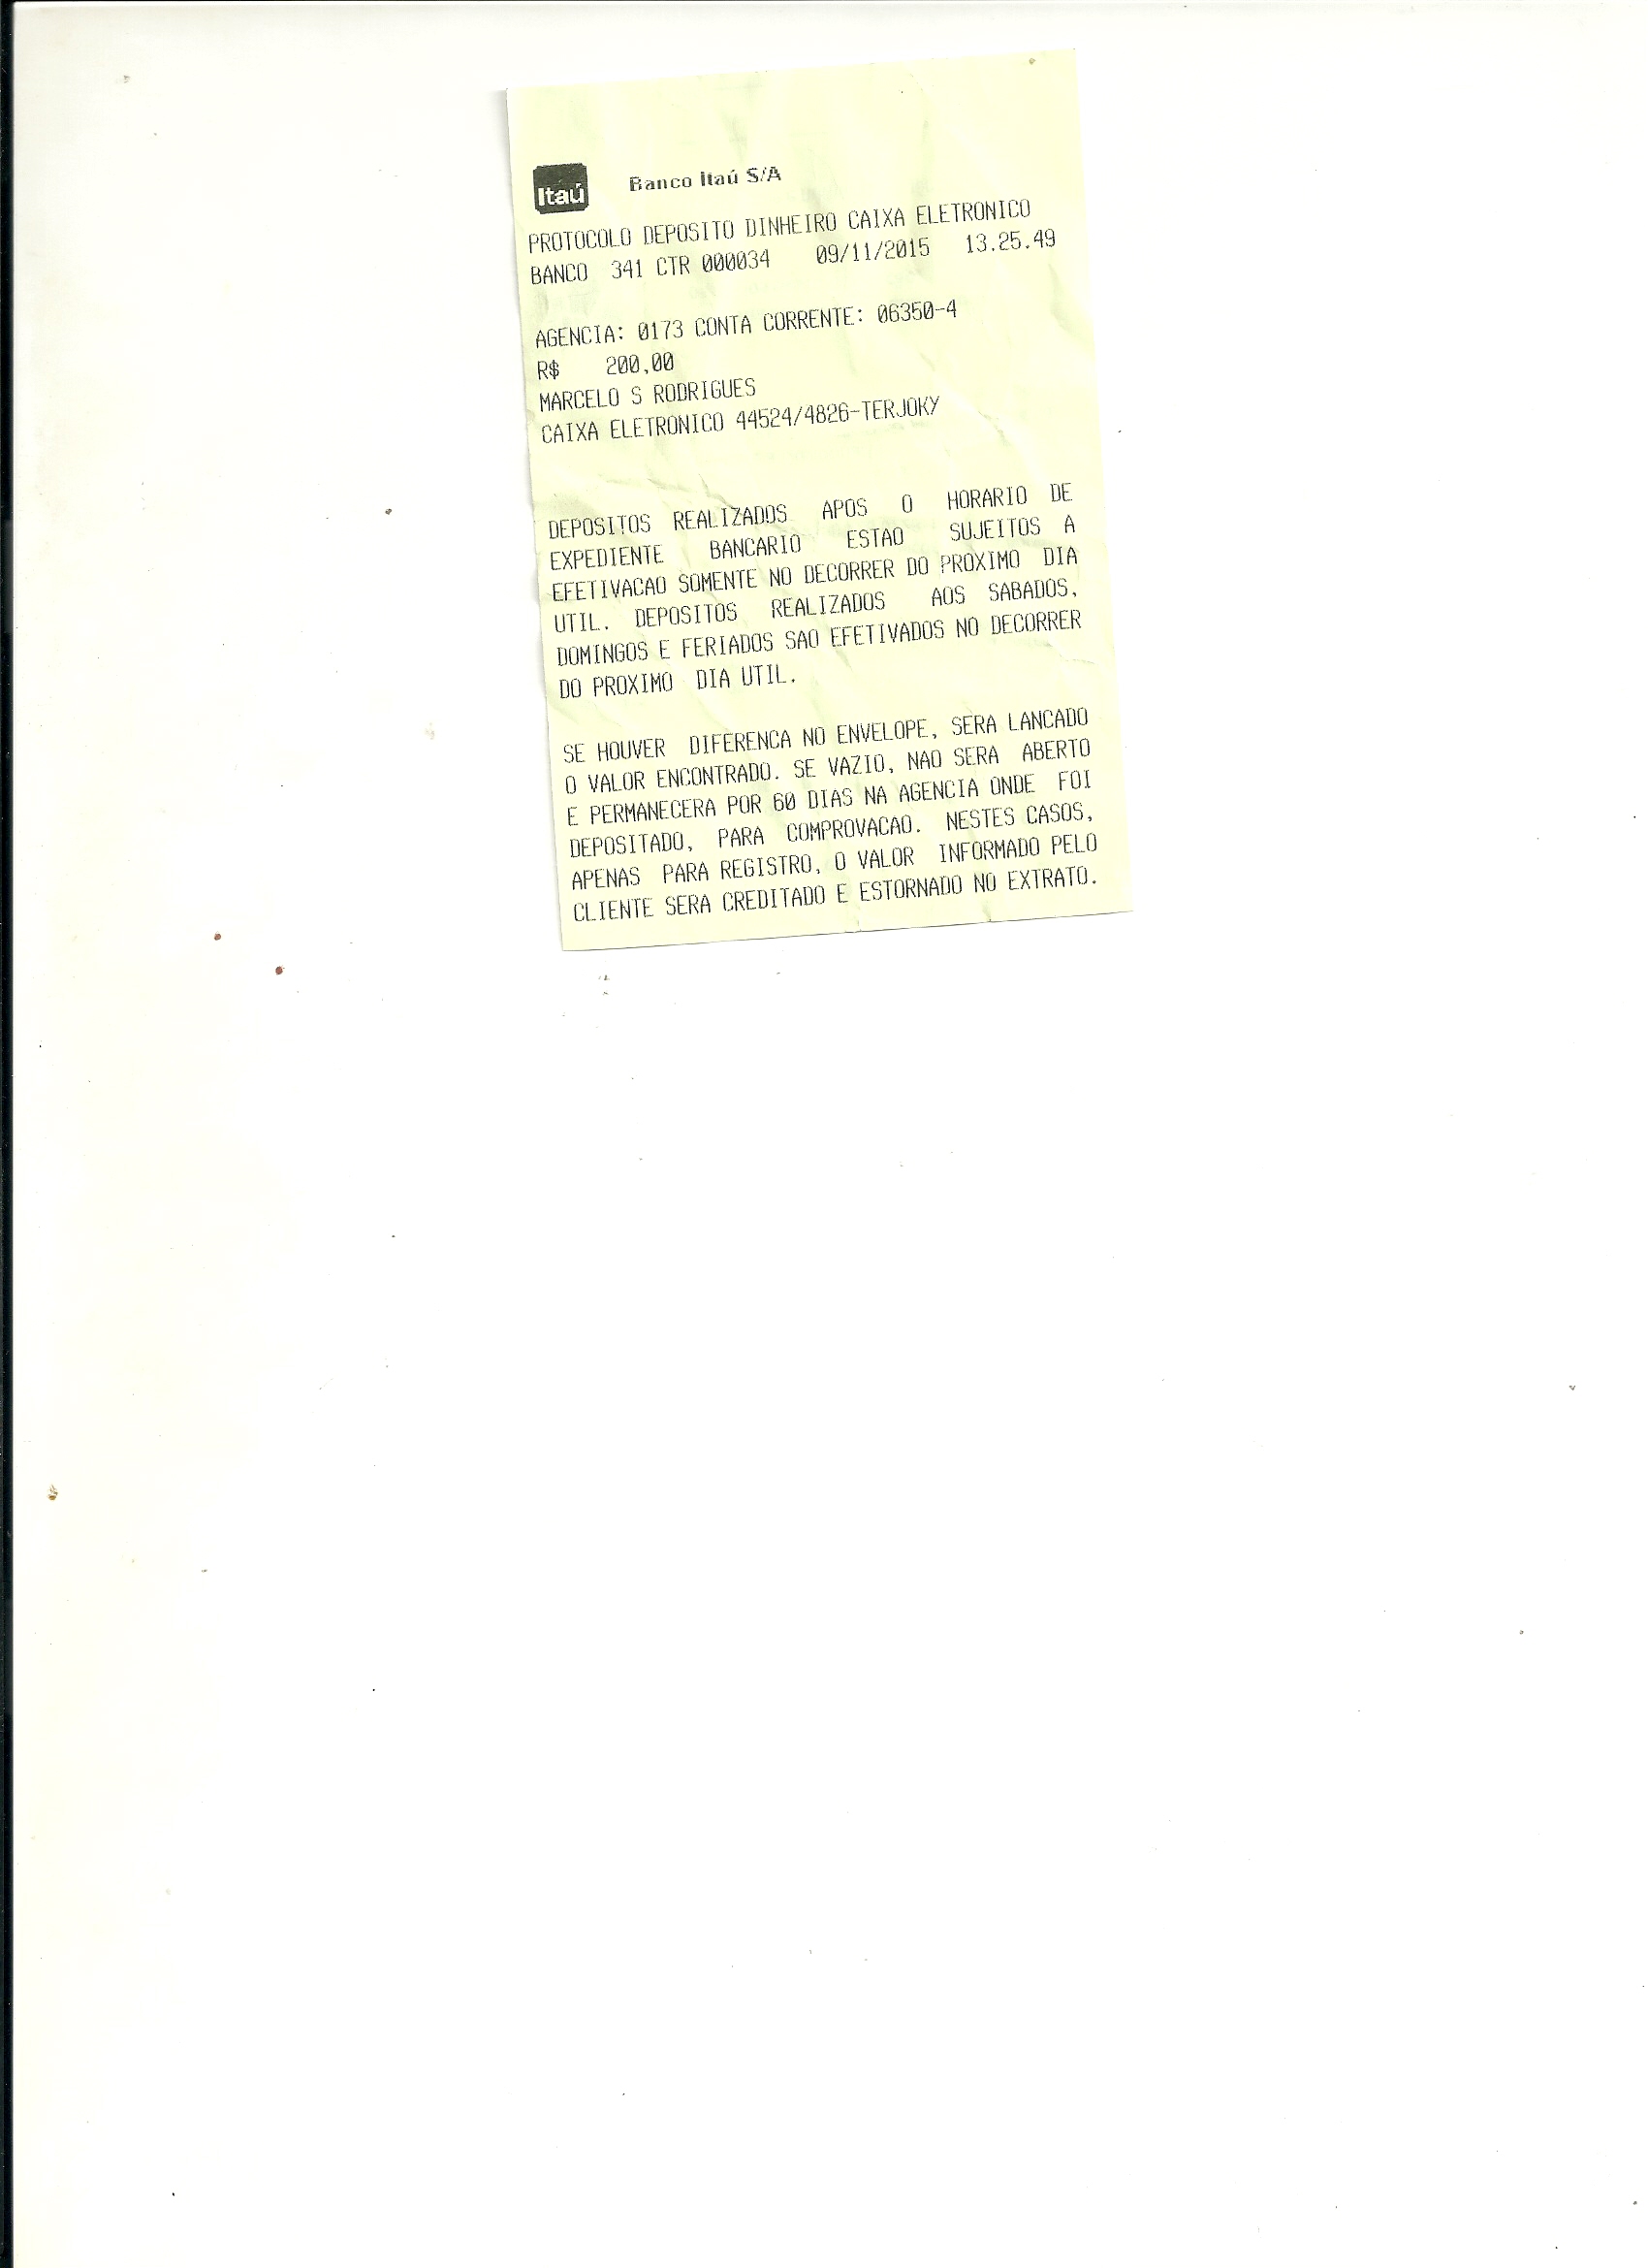 Itaú Banco Itaú S/A
PROTOCOLO DEPOSITO DINHEIRO CAIXA ELETRONICO
BANCO 341 CTR 000034 09/11/2015 13.25.49
AGENCIA: 0173 CONTA CORRENTE: 06350-4
R$ 200,00
MARCELO S RODRIGUES
CAIXA ELETRONICO 44524/4826-TERJOKY
DEPOSITOS REALIZADOS APOS O HORARIO DE
EXPEDIENTE BANCARIO ESTAO SUJEITOS A
EFETIVACAO SOMENTE NO DECORRER DO PROXIMO DIA
UTIL. DEPOSITOS REALIZADOS AOS SABADOS,
DOMINGOS E FERIADOS SAO EFETIVADOS NO DECORRER
DO PROXIMO DIA UTIL.
SE HOUVER DIFERENCA NO ENVELOPE, SERA LANCADO
O VALOR ENCONTRADO. SE VAZIO, NAO SERA ABERTO
E PERMANECERA POR 60 DIAS NA AGENCIA ONDE FOI
DEPOSITADO, PARA COMPROVACAO. NESTES CASOS,
APENAS PARA REGISTRO, O VALOR INFORMADO PELO
CLIENTE SERA CREDITADO E ESTORNADO NO EXTRATO.